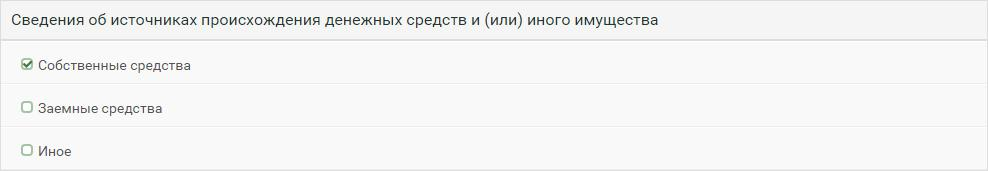 Сведения об источниках происхождения денежных средств и (или) иного имущества
Собственные средства
Заемные средства
Иное